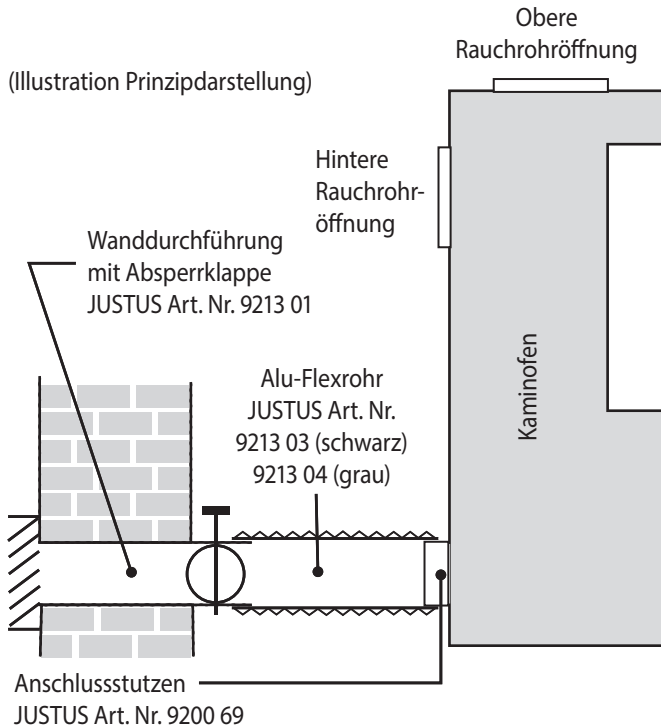 Obere
Rauchrohröffnung
(Illustration Prinzipdarstellung)
Hintere
Rauchrohr-
öffnung
Wanddurchführung
mit Absperrklappe
JUSTUS Art. Nr. 9213 01
Alu-Flexrohr
JUSTUS Art. Nr.
9213 03 (schwarz)
9213 04 (grau)
Kaminofen
Anschlussstutzen
JUSTUS Art. Nr. 9200 69